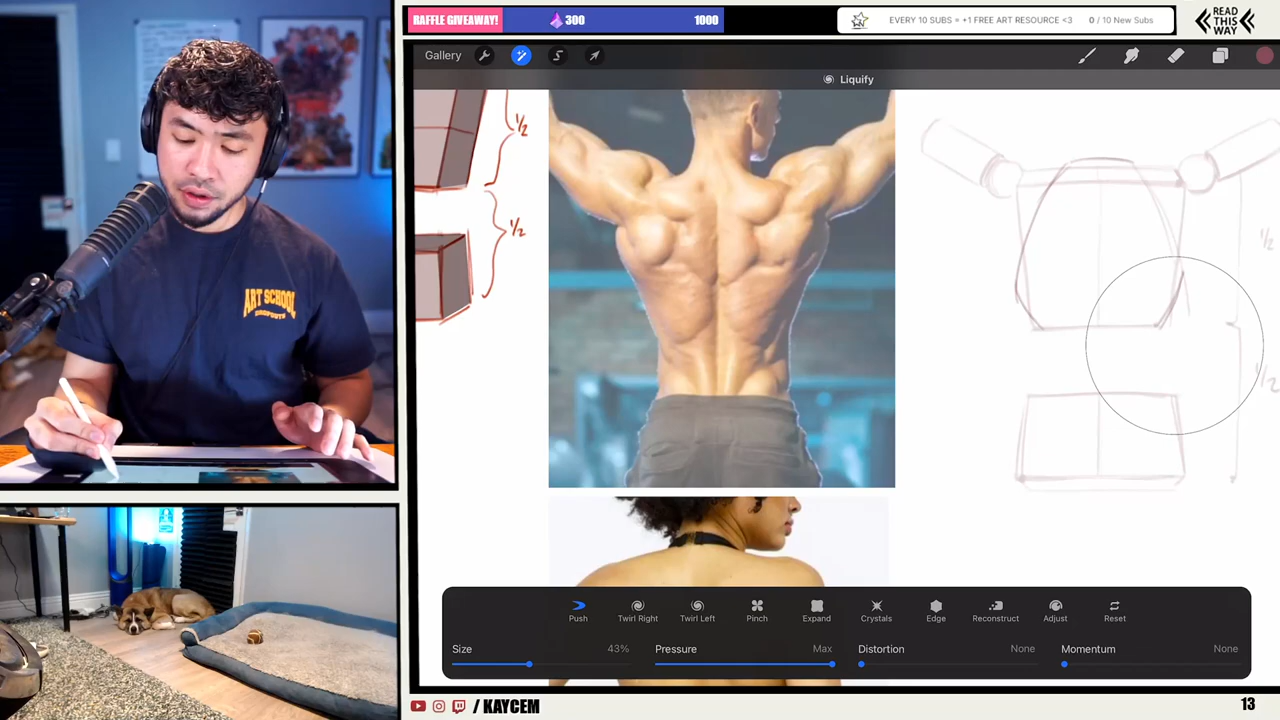 RAFFLE GIVEAWAY!
300
1000
EVERY 10 SUBS = +1 FREE ART RESOURCE <3
0 / 10 New Subs
READ
THIS
WAY
Gallery
Liquify
1/2
1/2
1/2
1/2
ART SCHOOL
DROPOUTS
Push
Twirl Right
Twirl Left
Pinch
Expand
Crystals
Edge
Reconstruct
Adjust
Reset
Size
43%
Pressure
Max
Distortion
None
Momentum
None
/ KAYCEM
13